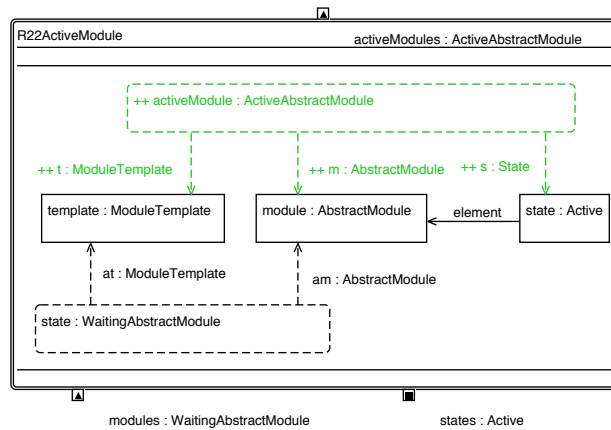 R22ActiveModule
activeModules : ActiveAbstractModule
++ activeModule : ActiveAbstractModule
++ t : ModuleTemplate
++ m : AbstractModule
++ s : State
template : ModuleTemplate
module : AbstractModule
element
state : Active
at : ModuleTemplate
am : AbstractModule
state : WaitingAbstractModule
modules : WaitingAbstractModule
states : Active